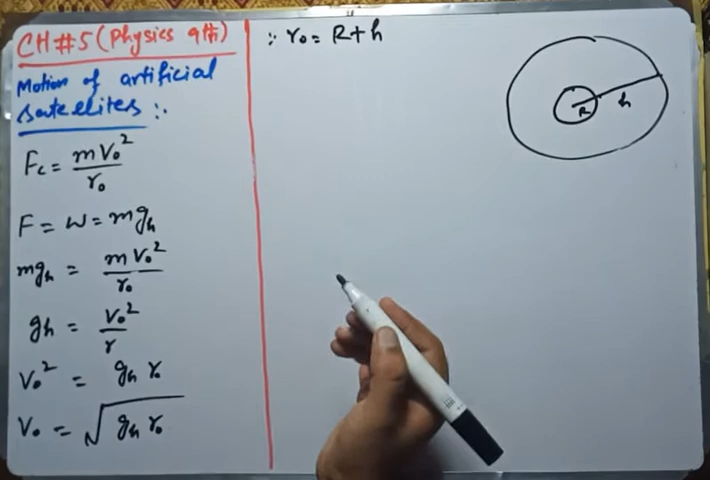 CH#5 (Physics 9th)
Motion of artificial
satellites :.
Fc = mv₀² / r₀
F = W = mgₕ
mgₕ = mv₀² / r₀
gₕ = v₀² / r
v₀² = gₕ r₀
v₀ = √gₕ r₀
∵ r₀ = R + h
R
h